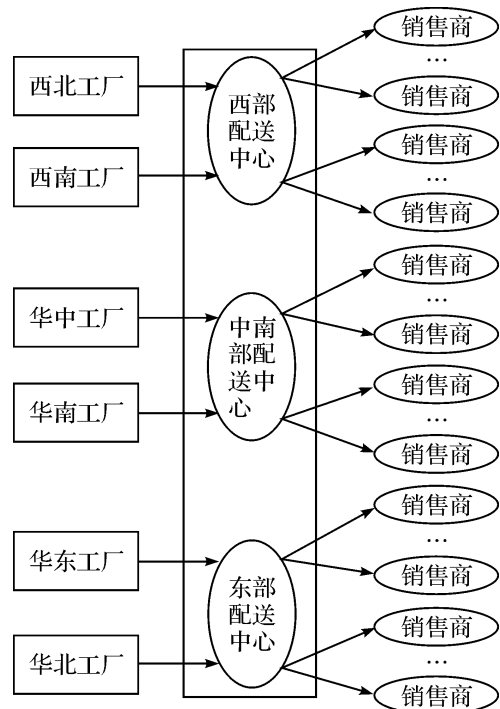 西北工厂
西南工厂
华中工厂
华南工厂
华东工厂
华北工厂
西部
配送
中心
中南
部配
送中
心
东部
配送
中心
销售商
…
销售商
销售商
…
销售商
销售商
…
销售商
销售商
…
销售商
销售商
…
销售商
销售商
…
销售商